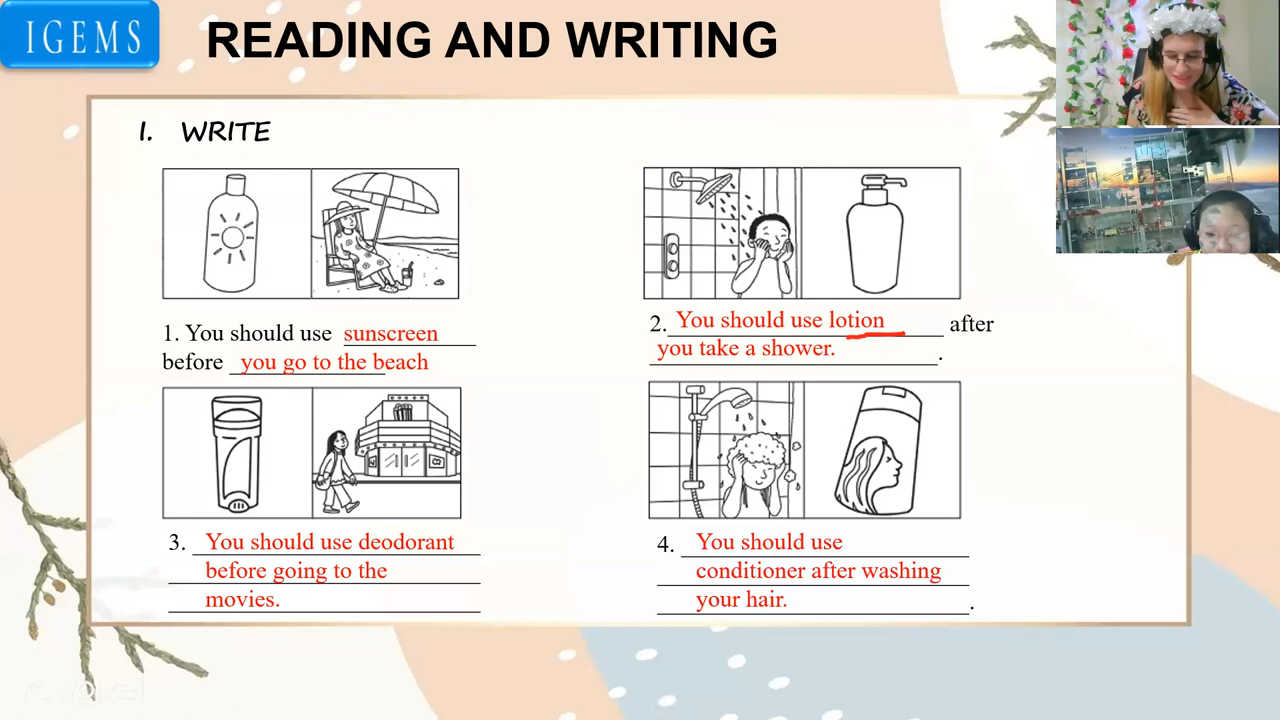 IGEMS
READING AND WRITING
I. WRITE
1. You should use sunscreen
before you go to the beach
2. You should use lotion after
you take a shower. .
3. You should use deodorant
before going to the
movies.
4. You should use
conditioner after washing
your hair. .